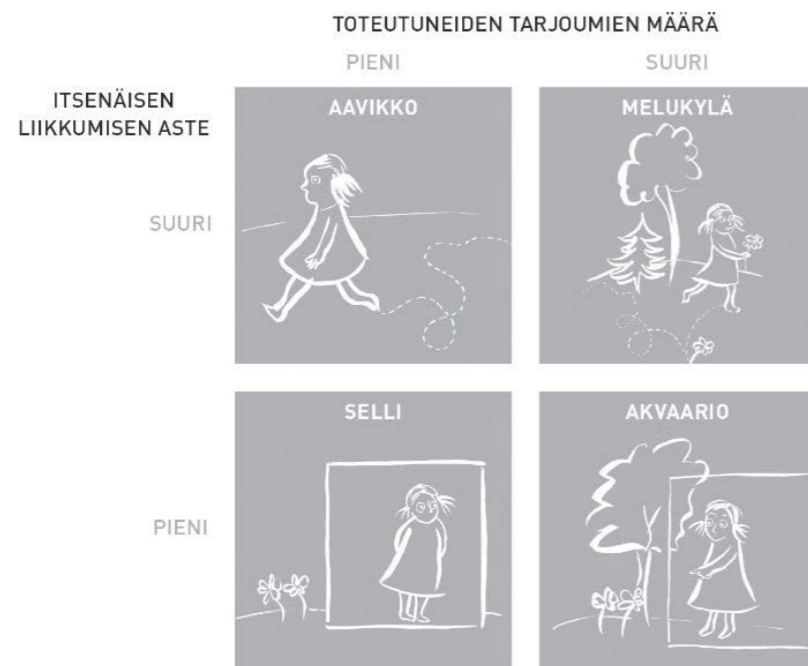 TOTEUTUNEIDEN TARJOUMIEN MÄÄRÄ
PIENI
SUURI
ITSENÄISEN
LIIKKUMISEN ASTE
AAVIKKO
MELUKYLÄ
SUURI
SELLI
AKVAARIO
PIENI